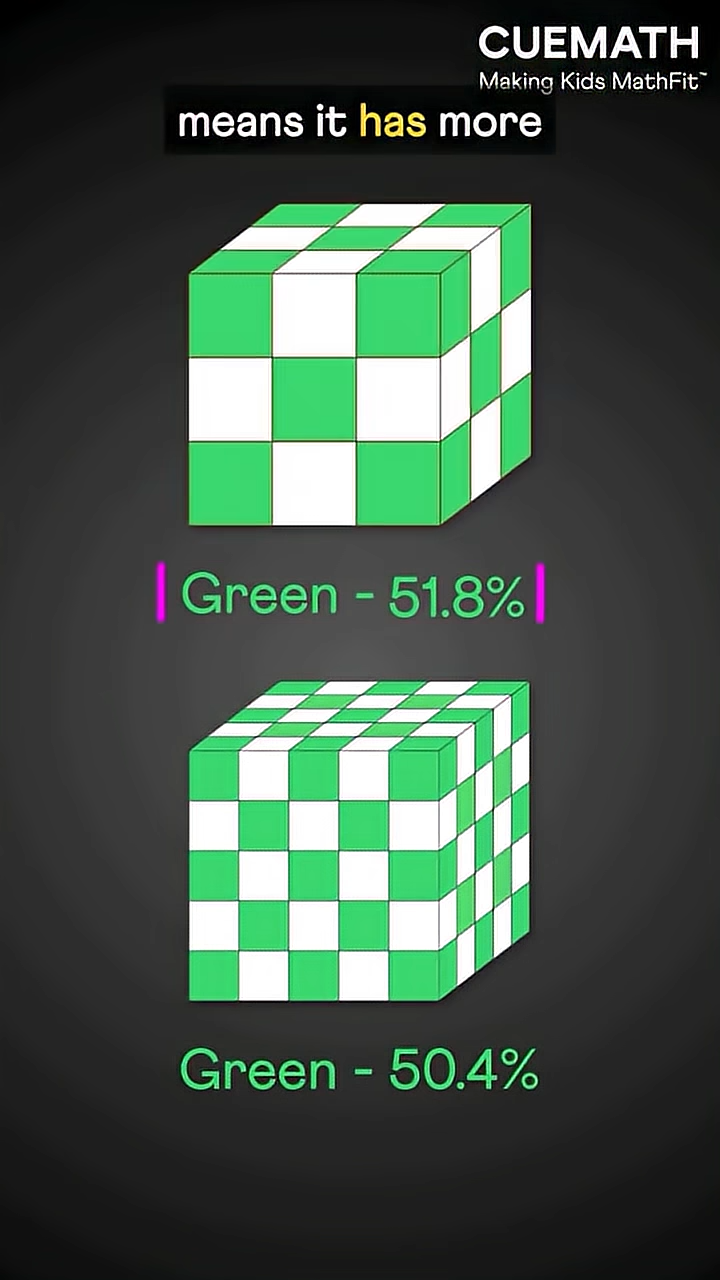 CUEMATH
Making Kids MathFit™
means it has more
Green - 51.8%
Green - 50.4%